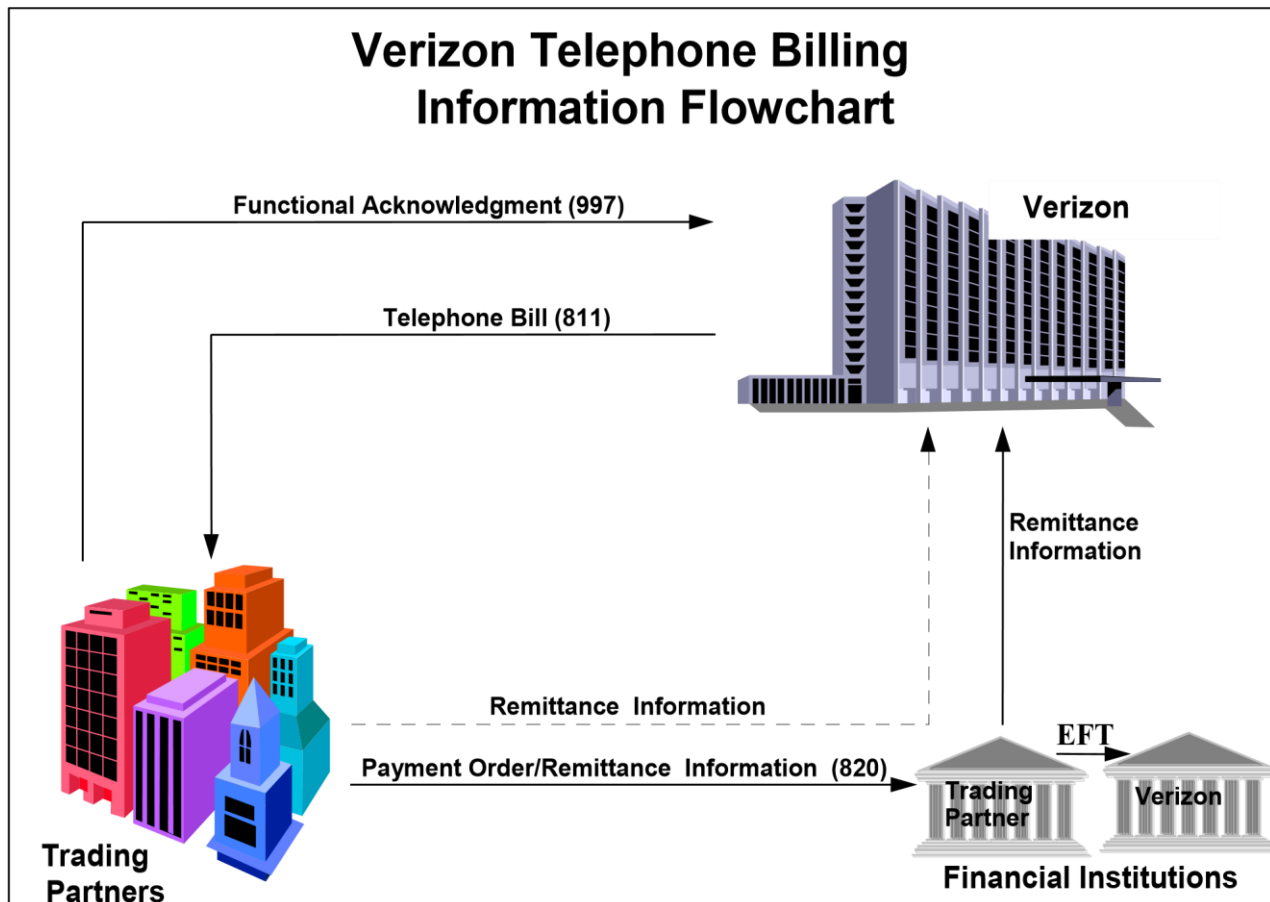 Verizon Telephone Billing
Information Flowchart
Functional Acknowledgment (997)
Verizon
Telephone Bill (811)
Remittance
Information
Remittance Information
EFT
Payment Order/Remittance Information (820)
Trading
Partner
Verizon
Trading
Partners
Financial Institutions